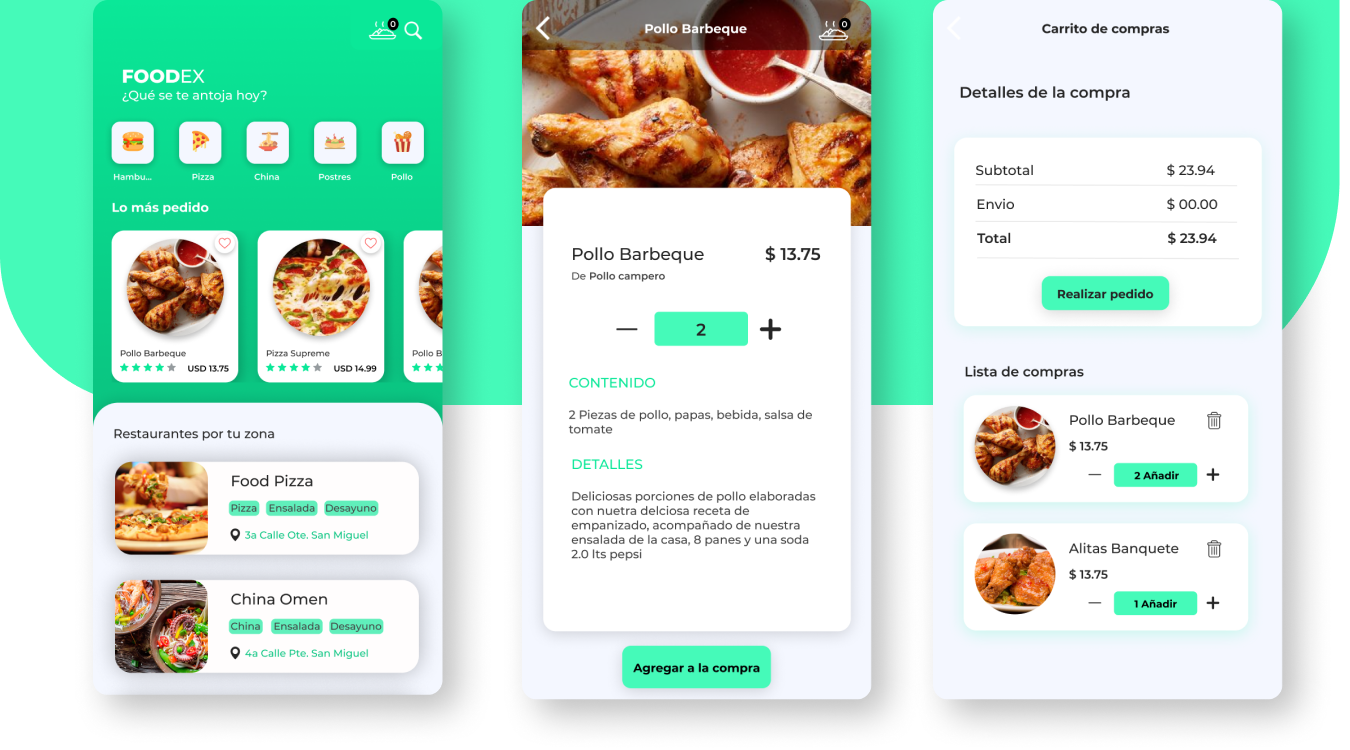 0
FOODEX
¿Qué se te antoja hoy?
Hambu...
Pizza
China
Postres
Pollo
Lo más pedido
Pollo Barbeque
USD 13.75
Pizza Supreme
USD 14.99
Pollo B
Restaurantes por tu zona
Food Pizza
Pizza Ensalada Desayuno
3a Calle Ote. San Miguel
China Omen
China Ensalada Desayuno
4a Calle Pte. San Miguel
Pollo Barbeque
0
Pollo Barbeque $ 13.75
De Pollo campero
2
CONTENIDO
2 Piezas de pollo, papas, bebida, salsa de
tomate
DETALLES
Deliciosas porciones de pollo elaboradas
con nuetra delciosa receta de
empanizado, acompañado de nuestra
ensalada de la casa, 8 panes y una soda
2.0 lts pepsi
Agregar a la compra
Carrito de compras
Detalles de la compra
Subtotal $ 23.94
Envio $ 00.00
Total $ 23.94
Realizar pedido
Lista de compras
Pollo Barbeque
$ 13.75
2 Añadir
Alitas Banquete
$ 13.75
1 Añadir